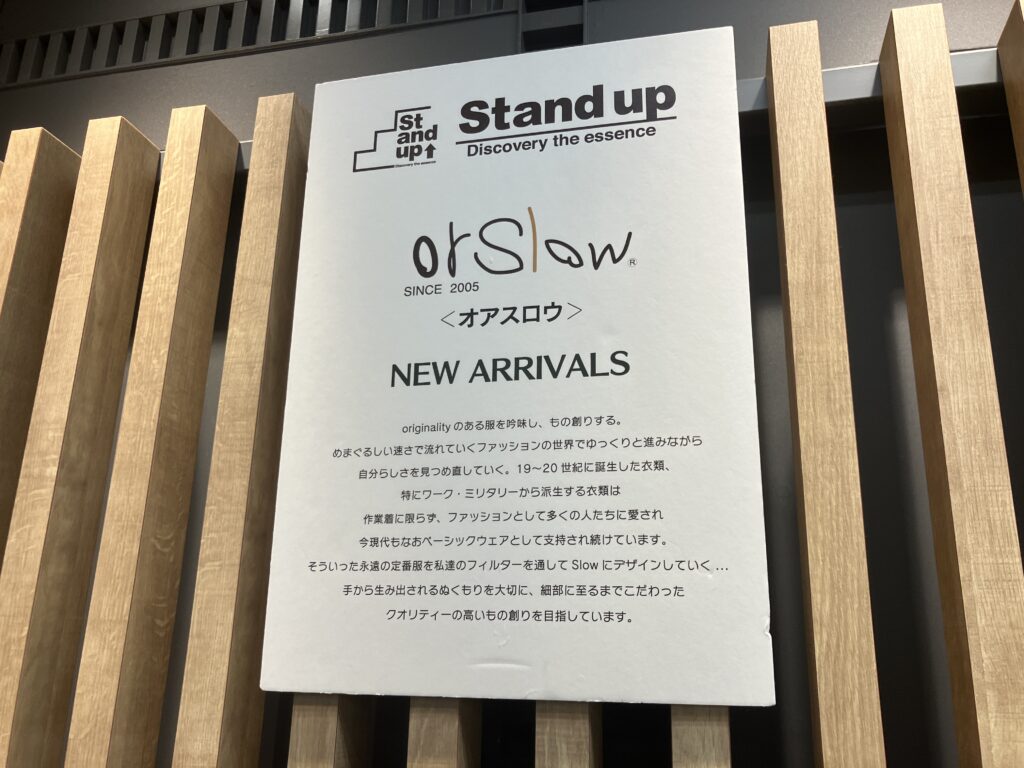 St
and
up↑
Discovery the essence
Stand up
Discovery the essence
orSlow®
SINCE 2005
＜オアスロウ＞
NEW ARRIVALS
originality のある服を吟味し、もの創りする。
めまぐるしい速さで流れていくファッションの世界でゆっくりと進みながら
自分らしさを見つめ直していく。19〜20 世紀に誕生した衣類、
特にワーク・ミリタリーから派生する衣類は
作業着に限らず、ファッションとして多くの人たちに愛され
今現代もなおベーシックウェアとして支持され続けています。
そういった永遠の定番服を私達のフィルターを通して Slow にデザインしていく …
手から生み出されるぬくもりを大切に、細部に至るまでこだわった
クオリティーの高いもの創りを目指しています。